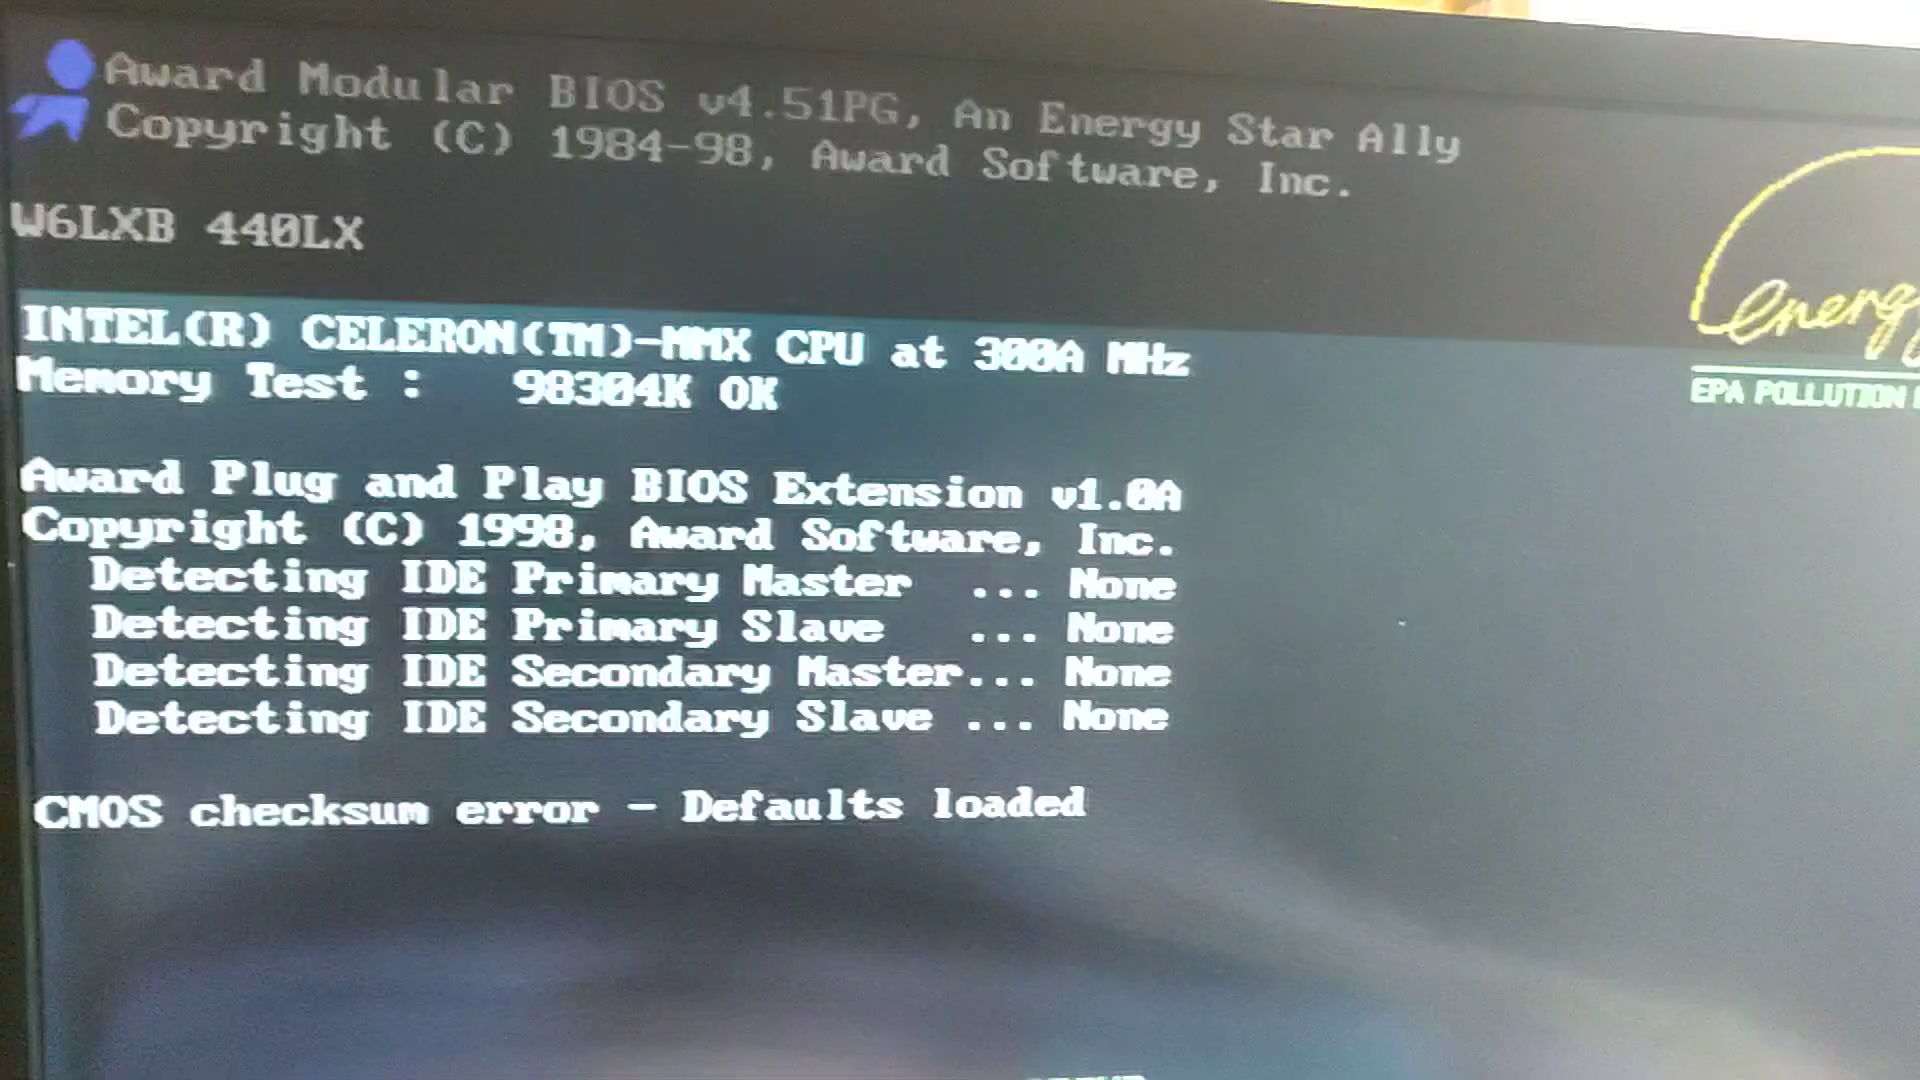 Award Modular BIOS v4.51PG, An Energy Star Ally
Copyright (C) 1984-98, Award Software, Inc.
W6LXB 440LX
energy
EPA POLLUTION
INTEL(R) CELERON(TM)-MMX CPU at 300A MHz
Memory Test :   98304K OK
Award Plug and Play BIOS Extension v1.0A
Copyright (C) 1998, Award Software, Inc.
Detecting IDE Primary Master  ... None
Detecting IDE Primary Slave   ... None
Detecting IDE Secondary Master... None
Detecting IDE Secondary Slave ... None
CMOS checksum error - Defaults loaded